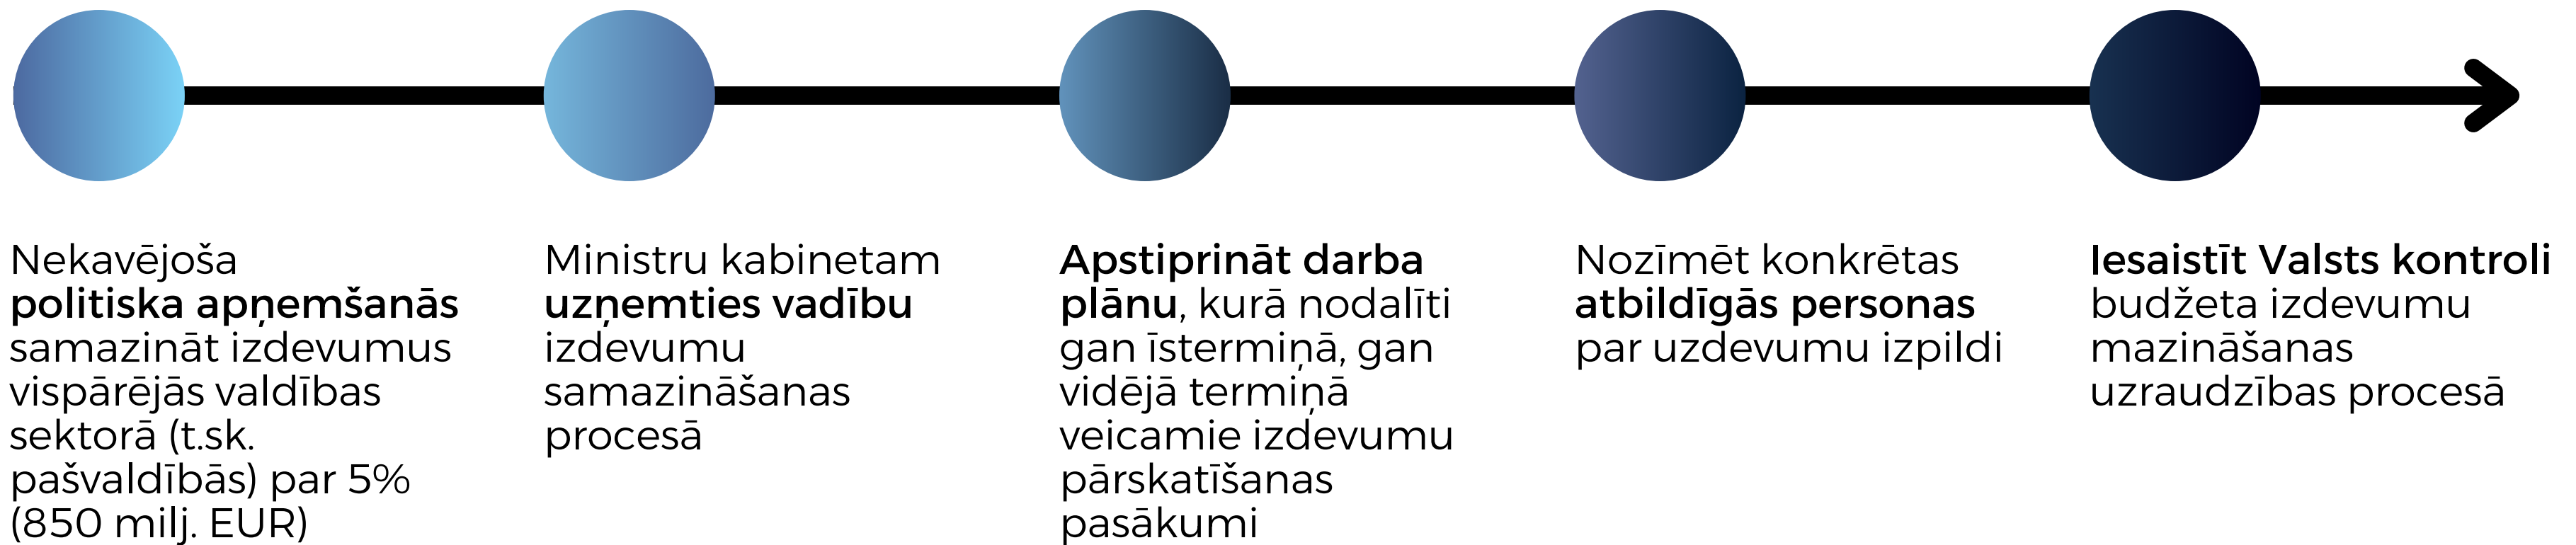 Nekavējoša
politiska apņemšanās
samazināt izdevumus
vispārējās valdības
sektorā (t.sk.
pašvaldībās) par 5%
(850 milj. EUR)
Ministru kabinetam
uzņemties vadību
izdevumu
samazināšanas
procesā
Apstiprināt darba
plānu, kurā nodalīti
gan īstermiņā, gan
vidējā termiņā
veicamie izdevumu
pārskatīšanas
pasākumi
Nozīmēt konkrētas
atbildīgās personas
par uzdevumu izpildi
Iesaistīt Valsts kontroli
budžeta izdevumu
mazināšanas
uzraudzības procesā